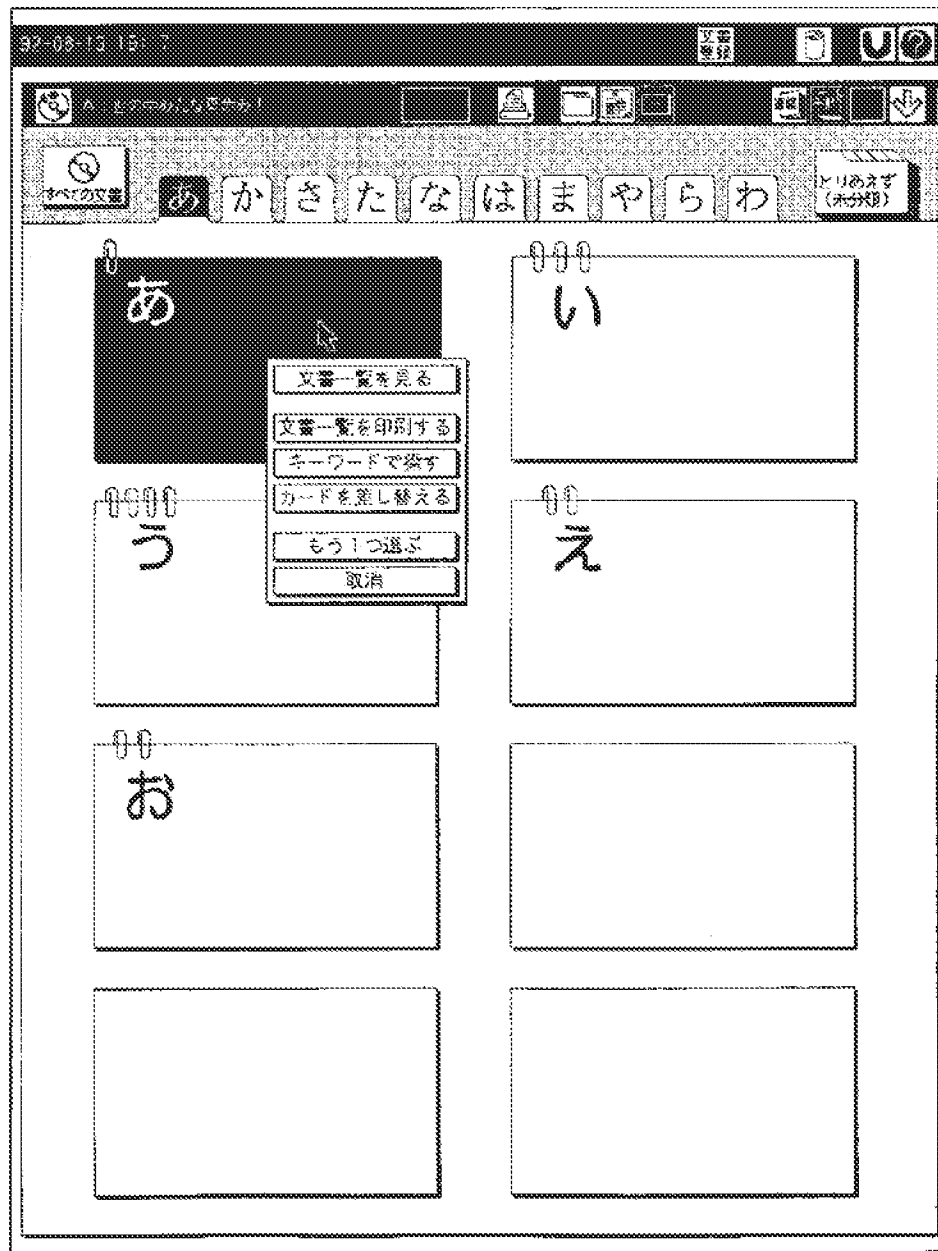 文書
登録
すべての文書
あ か さ た な は ま や ら わ
とりあえず
(未分類)
あ
い
文書一覧を見る
文書一覧を印刷する
キーワードで探す
カードを差し替える
もう1つ選ぶ
取消
う
え
お